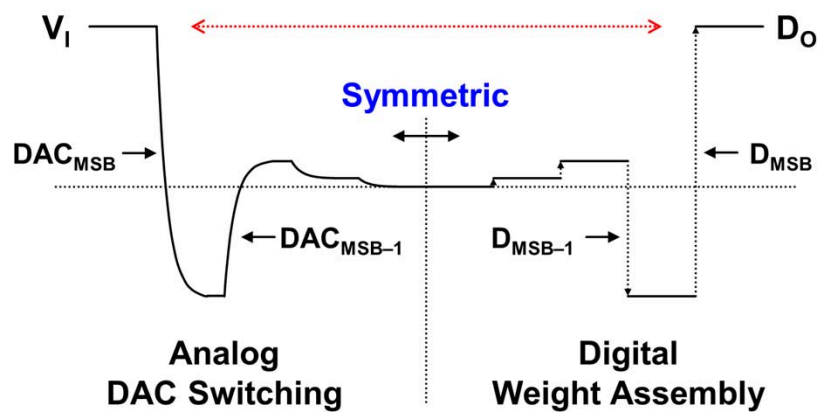 V_I
D_O
Symmetric
DAC_MSB
D_MSB
DAC_MSB–1
D_MSB–1
Analog
DAC Switching
Digital
Weight Assembly